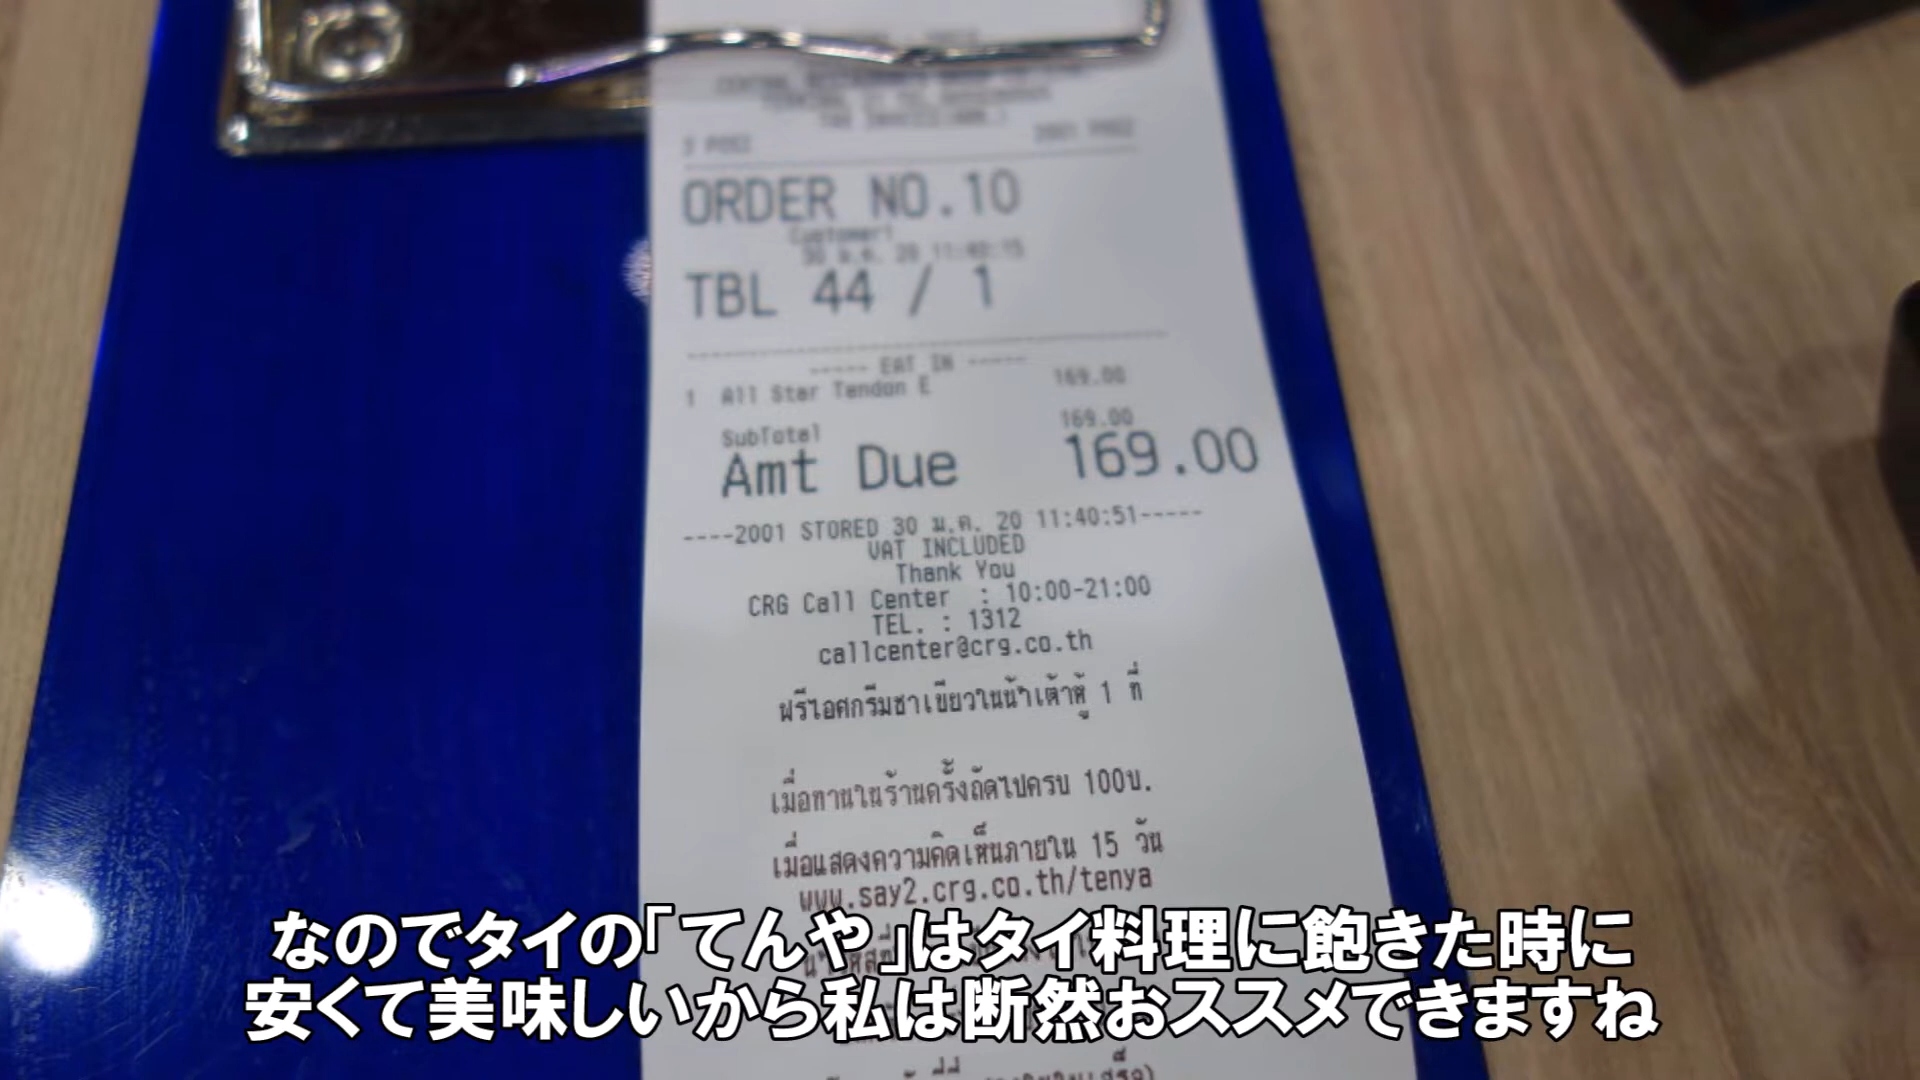 ORDER NO.10
Customer1
TBL 44 / 1
----- EAT IN -----
1 All Star Tendon E 169.00
SubTotal 169.00
Amt Due 169.00
----2001 STORED 30 ม.ค. 20 11:40:51-----
VAT INCLUDED
Thank You
CRG Call Center : 10:00-21:00
TEL. : 1312
callcenter@crg.co.th
ฟรีไอศกรีมชาเขียวในน้ำเต้าหู้ 1 ที่
เมื่อทานในร้านครั้งถัดไปครบ 100บ.
เมื่อแสดงความคิดเห็นภายใน 15 วัน
www.say2.crg.co.th/tenya
なのでタイの「てんや」はタイ料理に飽きた時に
安くて美味しいから私は断然おススメできますね